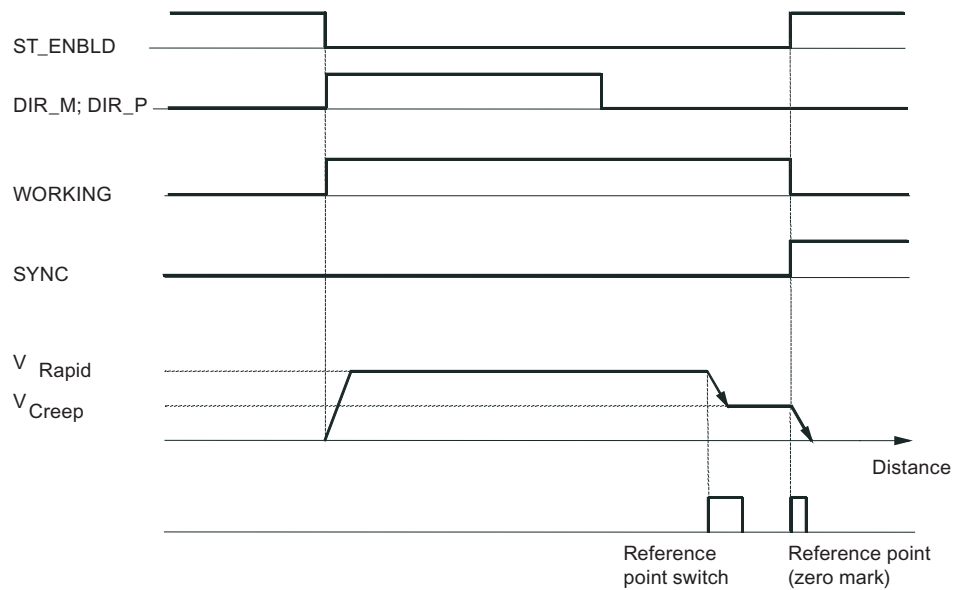 ST_ENBLD
DIR_M; DIR_P
WORKING
SYNC
V Rapid
V Creep
Distance
Reference
point switch
Reference point
(zero mark)